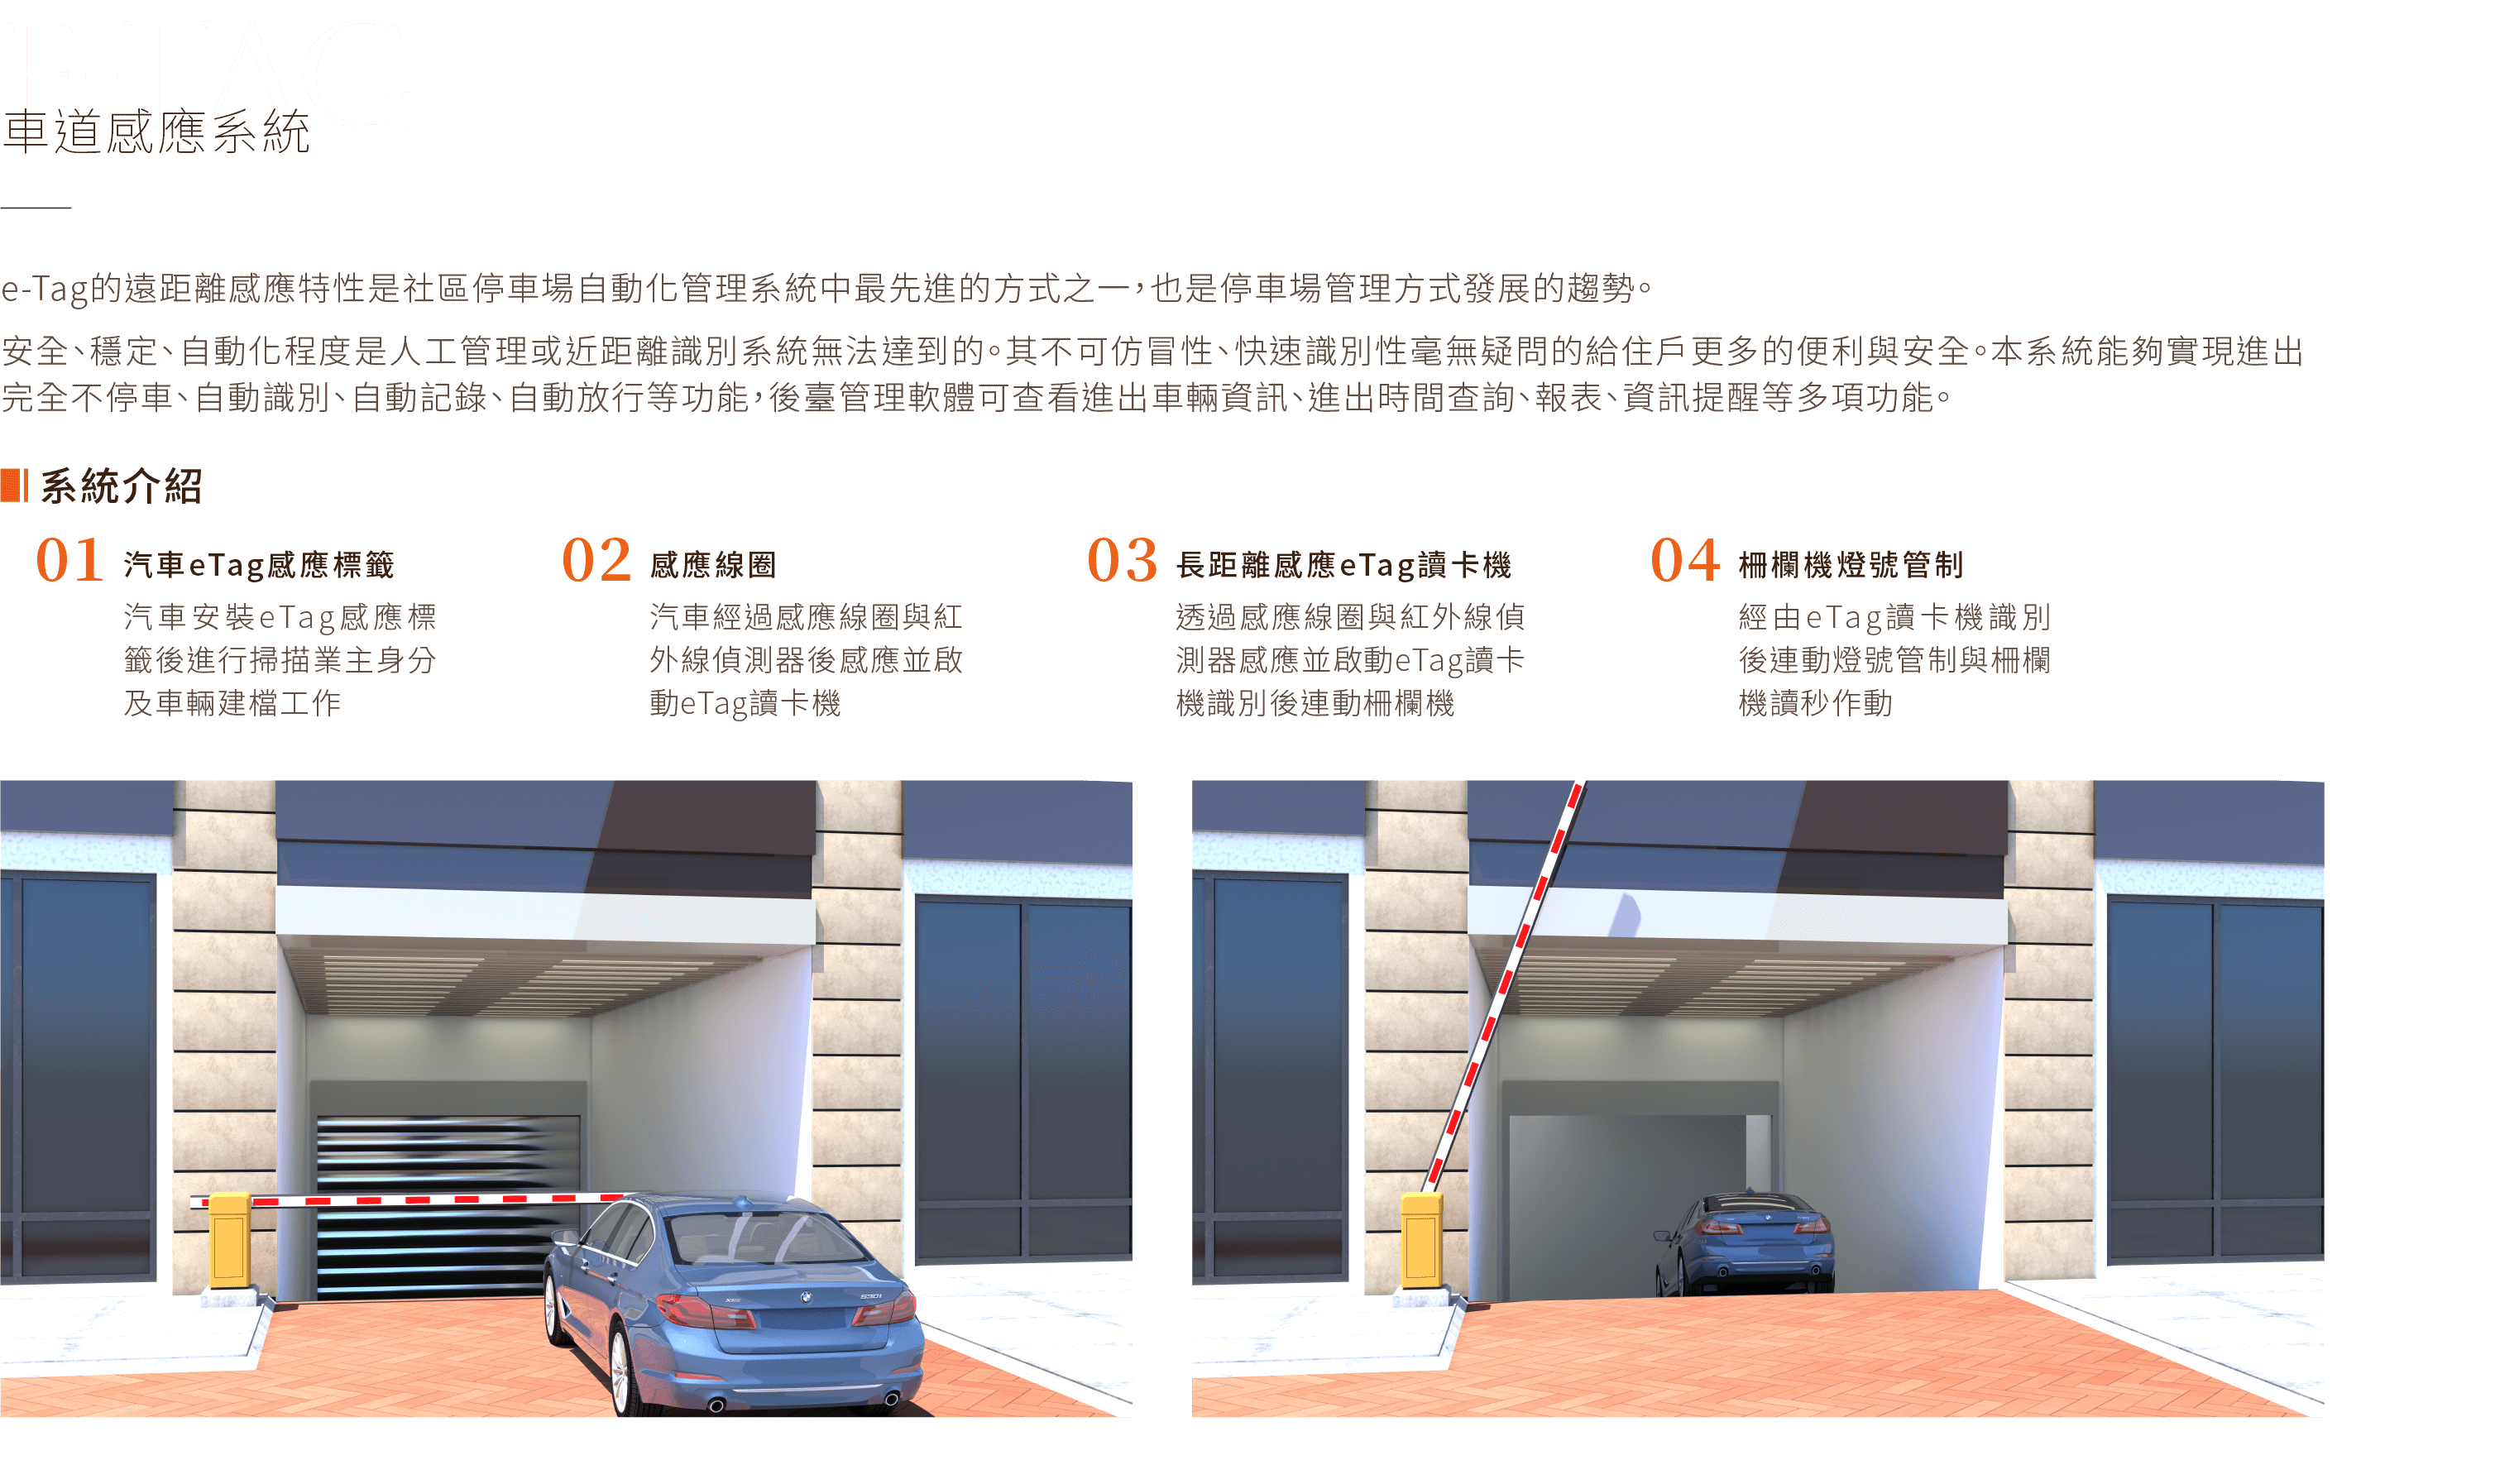 車道感應系統
e-Tag的遠距離感應特性是社區停車場自動化管理系統中最先進的方式之一，也是停車場管理方式發展的趨勢。
安全、穩定、自動化程度是人工管理或近距離識別系統無法達到的。其不可仿冒性、快速識別性毫無疑問的給住戶更多的便利與安全。本系統能夠實現進出
完全不停車、自動識別、自動記錄、自動放行等功能，後臺管理軟體可查看進出車輛資訊、進出時間查詢、報表、資訊提醒等多項功能。
系統介紹
01 汽車eTag感應標籤
汽車安裝eTag感應標
籤後進行掃描業主身分
及車輛建檔工作
02 感應線圈
汽車經過感應線圈與紅
外線偵測器後感應並啟
動eTag讀卡機
03 長距離感應eTag讀卡機
透過感應線圈與紅外線偵
測器感應並啟動eTag讀卡
機識別後連動柵欄機
04 柵欄機燈號管制
經由eTag讀卡機識別
後連動燈號管制與柵欄
機讀秒作動
530i